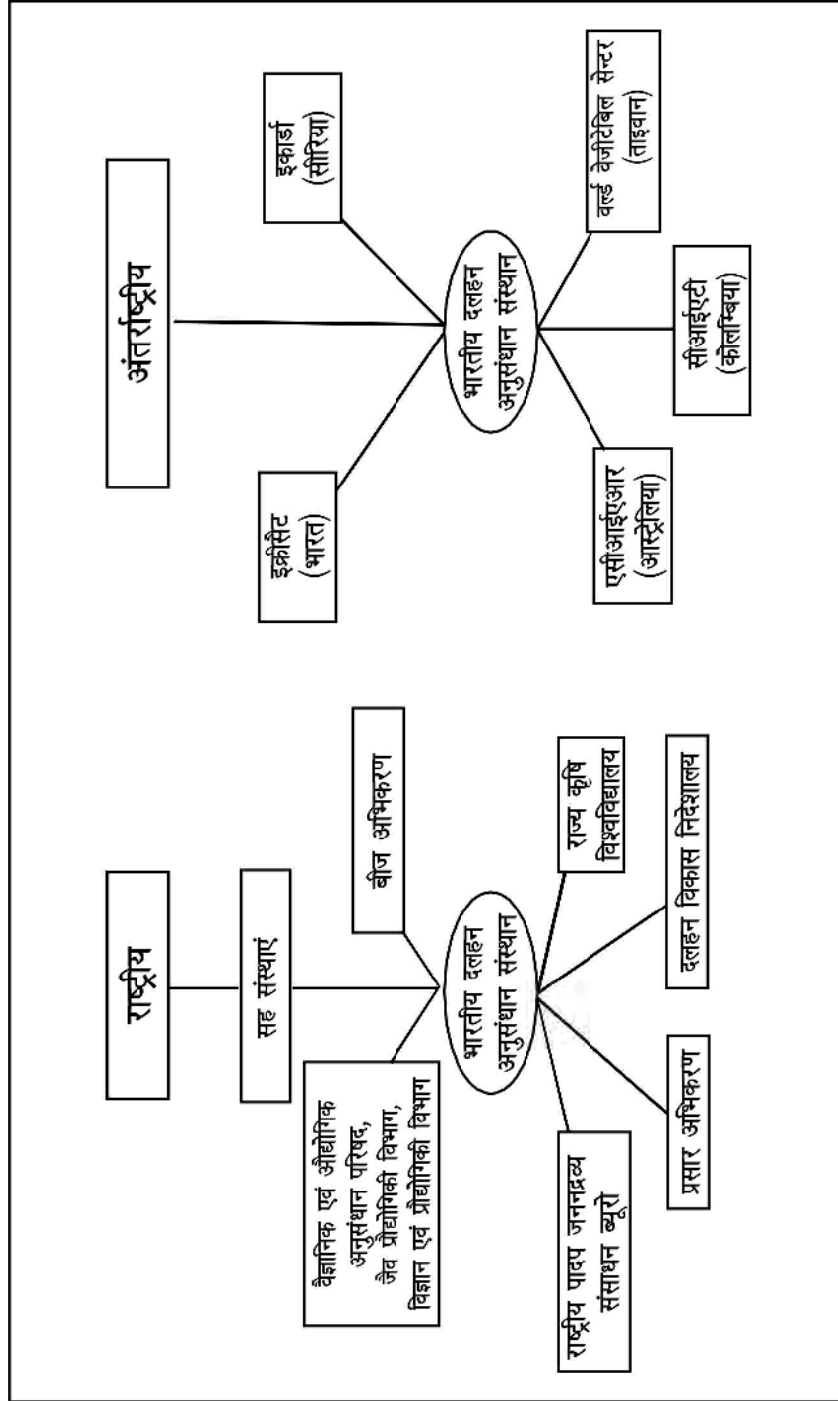 राष्ट्रीय
सह संस्थाएं
वैज्ञानिक एवं औद्योगिक
अनुसंधान परिषद,
जैव प्रौद्योगिकी विभाग,
विज्ञान एवं प्रौद्योगिकी विभाग
बीज अभिकरण
भारतीय दलहन
अनुसंधान संस्थान
राष्ट्रीय पादप जननद्रव्य
संसाधन ब्यूरो
राज्य कृषि
विश्वविद्यालय
प्रसार अभिकरण
दलहन विकास निदेशालय
अंतर्राष्ट्रीय
इक्रीसैट
(भारत)
इकार्डा
(सीरिया)
भारतीय दलहन
अनुसंधान संस्थान
एसीआईएआर
(आस्ट्रेलिया)
वर्ल्ड वेजीटेबिल सेन्टर
(ताइवान)
सीआईएटी
(कोलम्बिया)